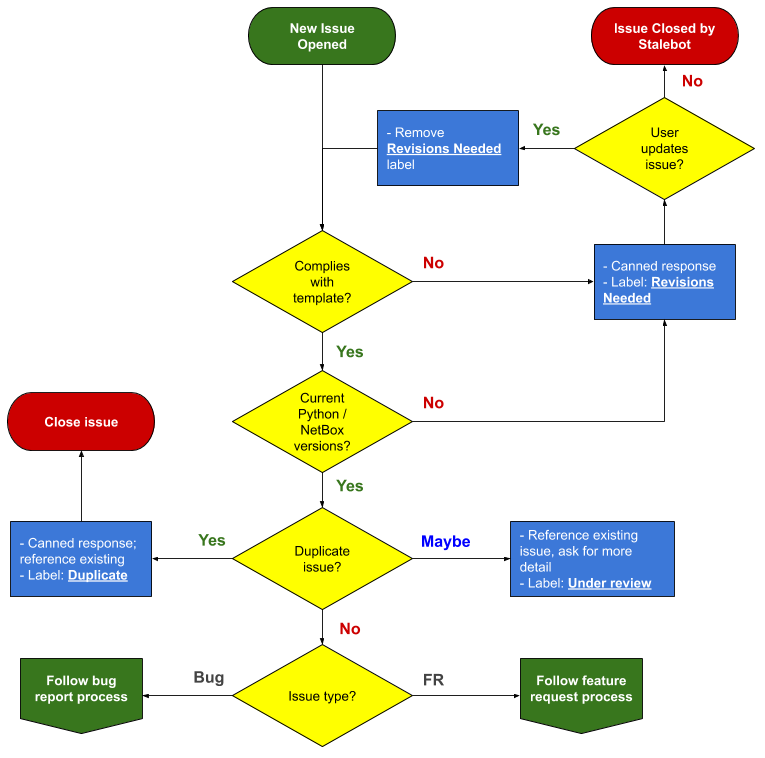 New Issue
Opened
Issue Closed by
Stalebot
No
- Remove
Revisions Needed
label
Yes
User
updates
issue?
Complies
with
template?
No
- Canned response
- Label: Revisions
Needed
Yes
Current
Python /
NetBox
versions?
No
Close issue
Yes
- Canned response;
reference existing
- Label: Duplicate
Yes
Duplicate
issue?
Maybe
- Reference existing
issue, ask for more
detail
- Label: Under review
No
Follow bug
report process
Bug
Issue type?
FR
Follow feature
request process